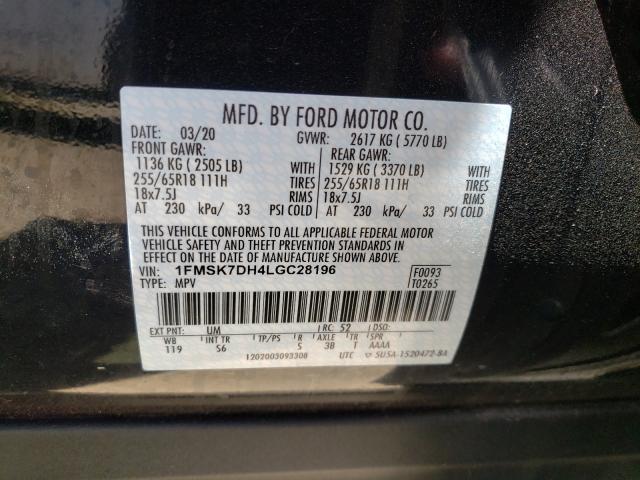 MFD. BY FORD MOTOR CO.
DATE: 03/20 GVWR: 2617 KG ( 5770 LB)
FRONT GAWR: REAR GAWR:
1136 KG ( 2505 LB) WITH 1529 KG ( 3370 LB) WITH
255/65R18 111H TIRES 255/65R18 111H TIRES
18x7.5J RIMS 18x7.5J RIMS
AT 230 kPa/ 33 PSI COLD AT 230 kPa/ 33 PSI COLD
THIS VEHICLE CONFORMS TO ALL APPLICABLE FEDERAL MOTOR
VEHICLE SAFETY AND THEFT PREVENTION STANDARDS IN
EFFECT ON THE DATE OF MANUFACTURE SHOWN ABOVE.
VIN: 1FMSK7DH4LGC28196 F0093
TYPE: MPV T0265
EXT PNT: UM RC: 52 DSO:
WB INT TR TP/PS R AXLE TR SPR
119 S6 S 3B T AAAA
1202003093308 UTC 5U5A-1520472-BA